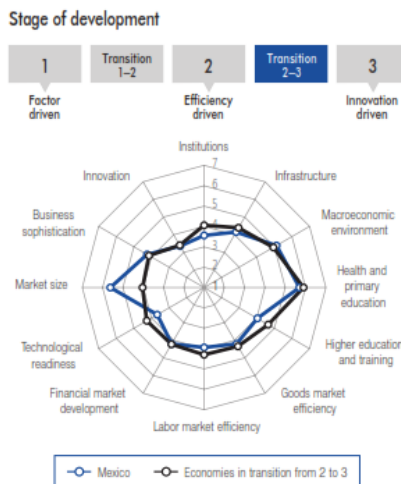 Stage of development
1
Transition
1–2
2
Transition
2–3
3
Factor
driven
Efficiency
driven
Innovation
driven
Institutions
Innovation
Infrastructure
Business
sophistication
Macroeconomic
environment
Market size
Health and
primary
education
Technological
readiness
Higher education
and training
Financial market
development
Goods market
efficiency
Labor market efficiency
7
6
5
4
3
2
1
Mexico
Economies in transition from 2 to 3